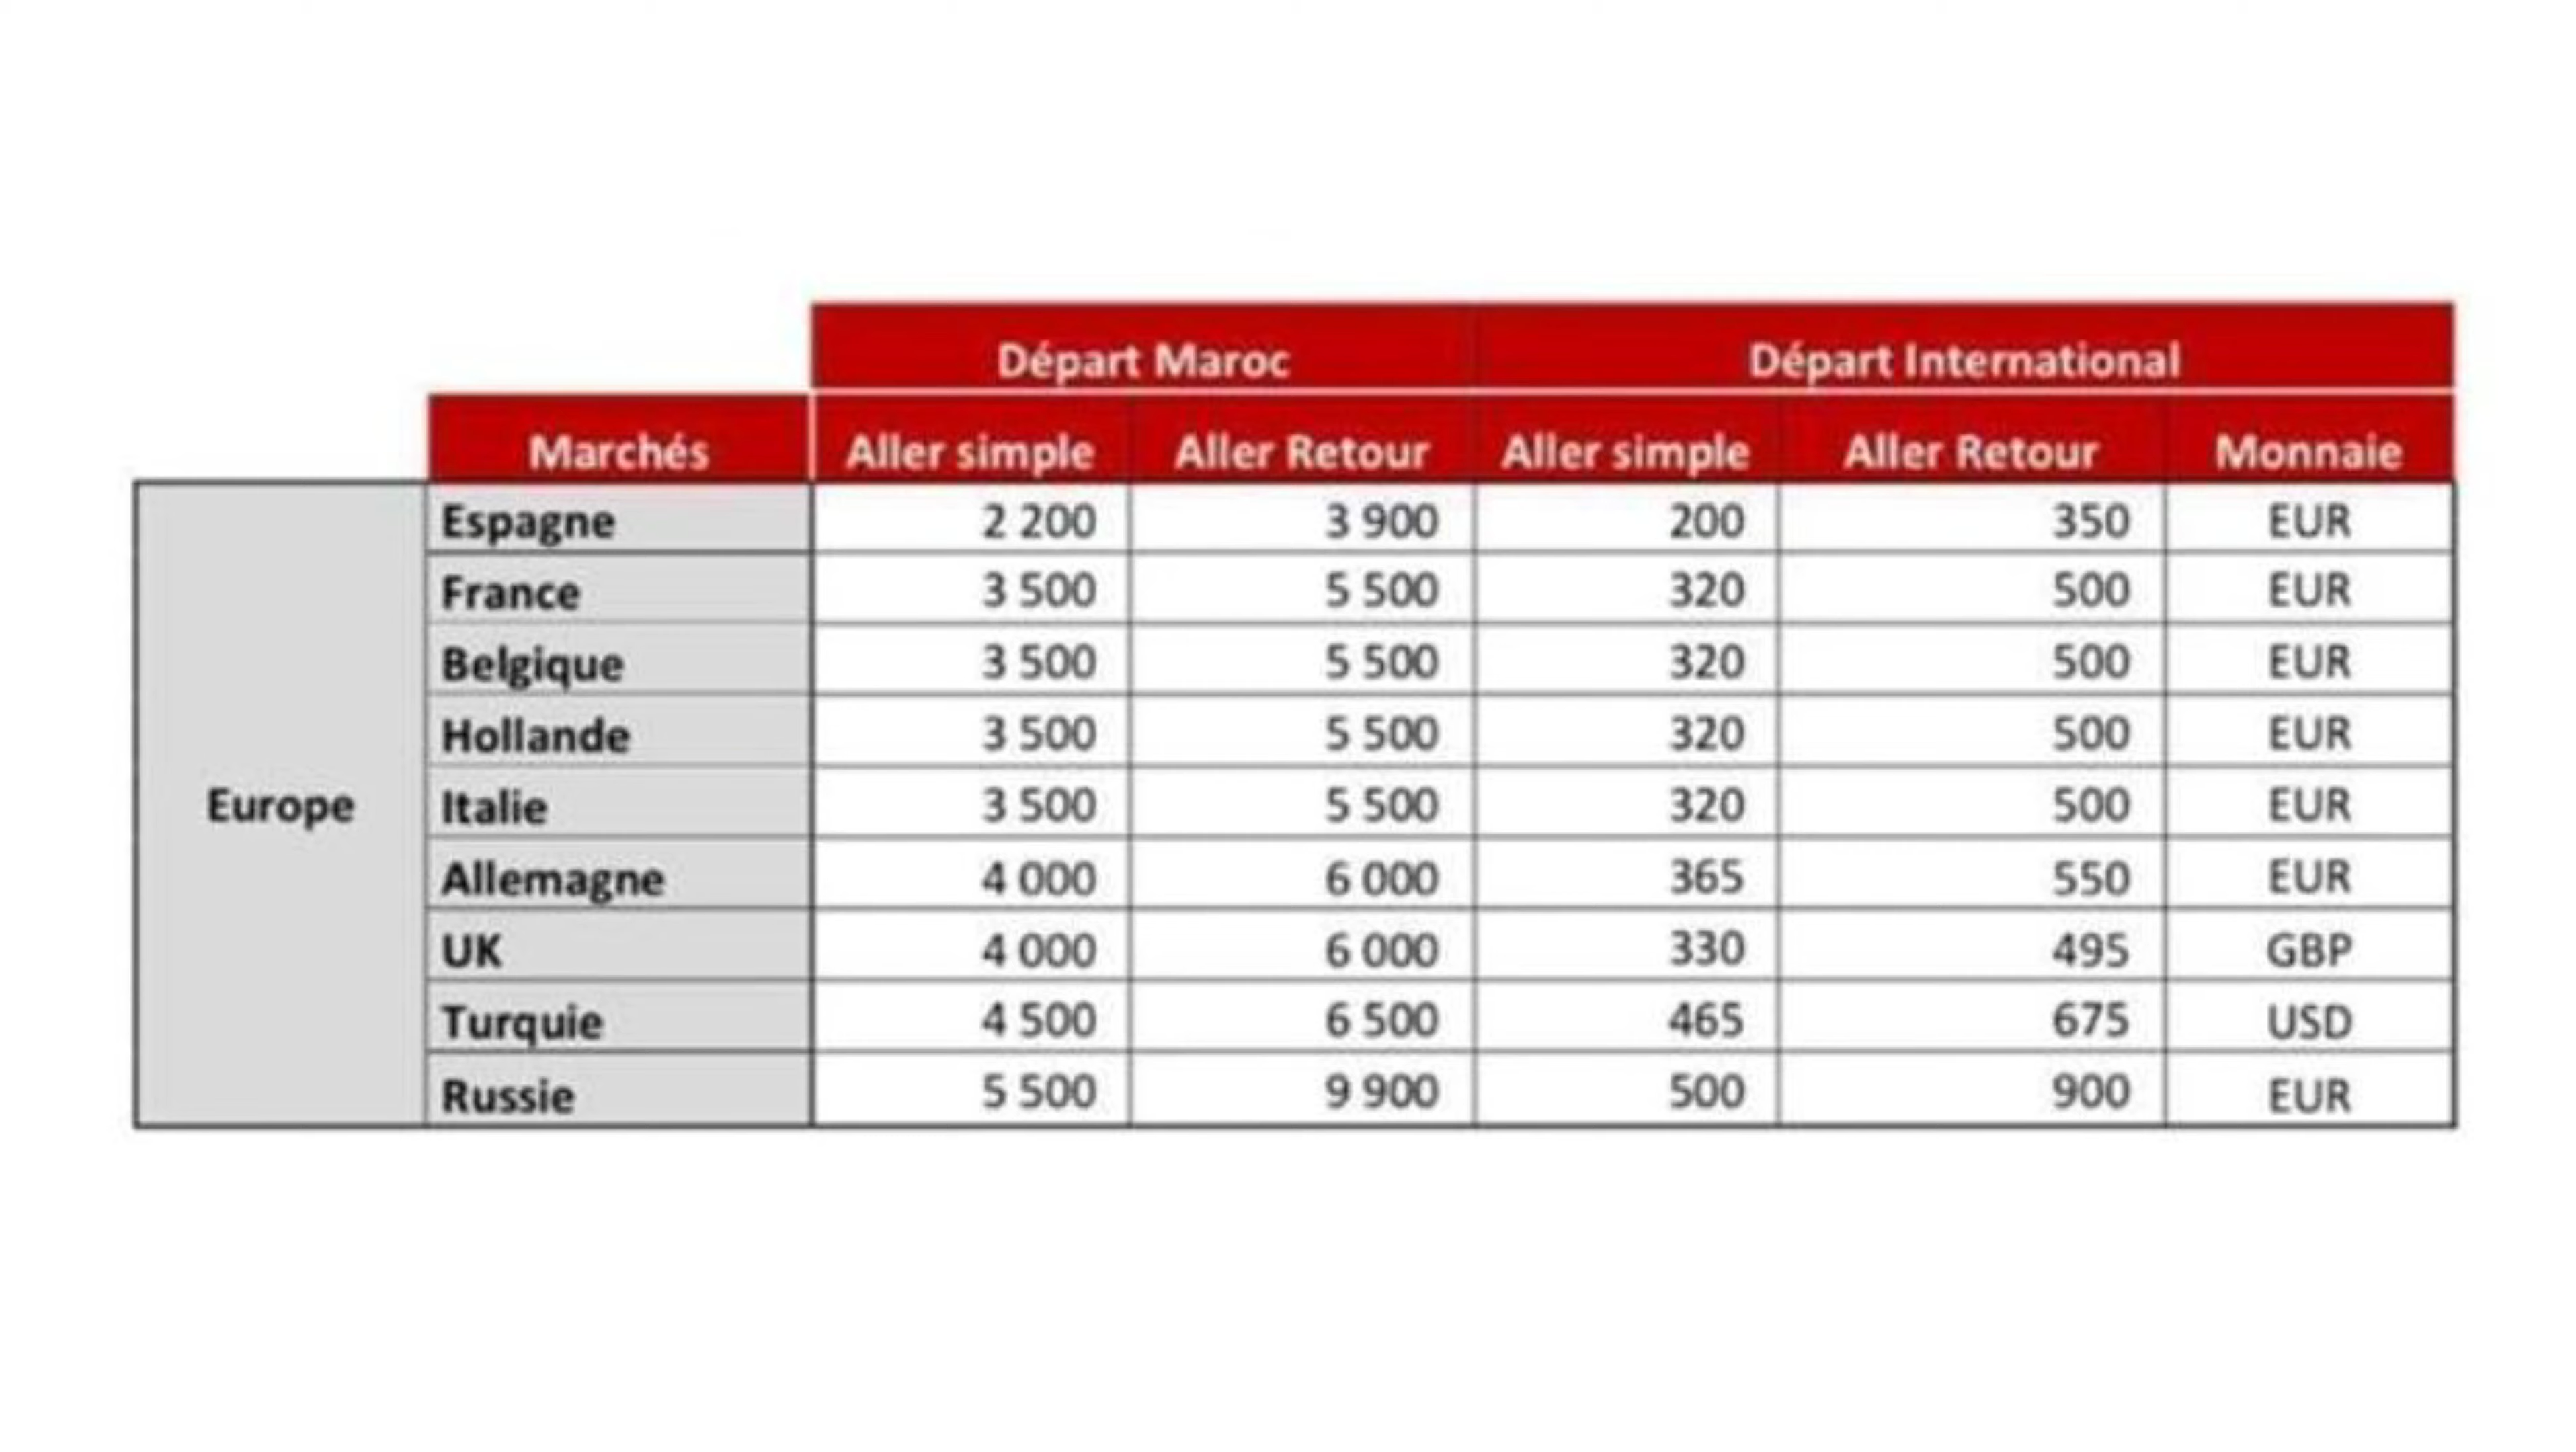 Départ Maroc Départ International
Marchés Aller simple Aller Retour Aller simple Aller Retour Monnaie
Espagne 2 200 3 900 200 350 EUR
France 3 500 5 500 320 500 EUR
Belgique 3 500 5 500 320 500 EUR
Hollande 3 500 5 500 320 500 EUR
Europe Italie 3 500 5 500 320 500 EUR
Allemagne 4 000 6 000 365 550 EUR
UK 4 000 6 000 330 495 GBP
Turquie 4 500 6 500 465 675 USD
Russie 5 500 9 900 500 900 EUR